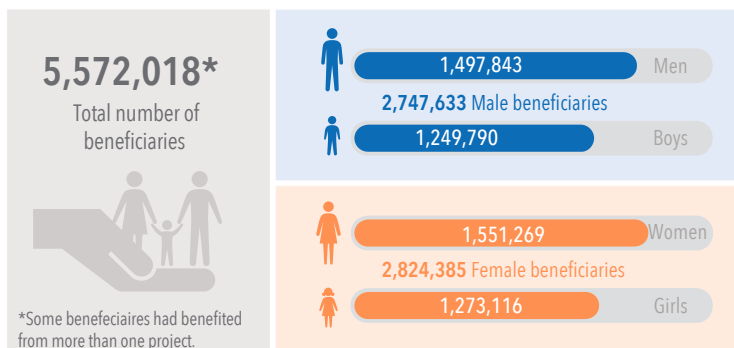 5,572,018*
Total number of
beneficiaries
*Some benefeciaires had benefited
from more than one project.
1,497,843 Men
2,747,633 Male beneficiaries
1,249,790 Boys
1,551,269 Women
2,824,385 Female beneficiaries
1,273,116 Girls